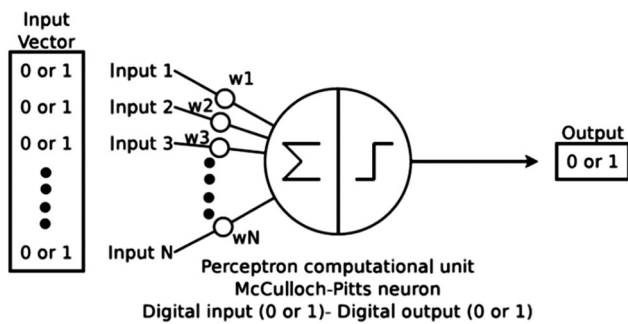 Input
Vector
0 or 1
0 or 1
0 or 1
0 or 1
Input 1
Input 2
Input 3
Input N
w1
w2
w3
wN
Output
0 or 1
Perceptron computational unit
McCulloch-Pitts neuron
Digital input (0 or 1)- Digital output (0 or 1)